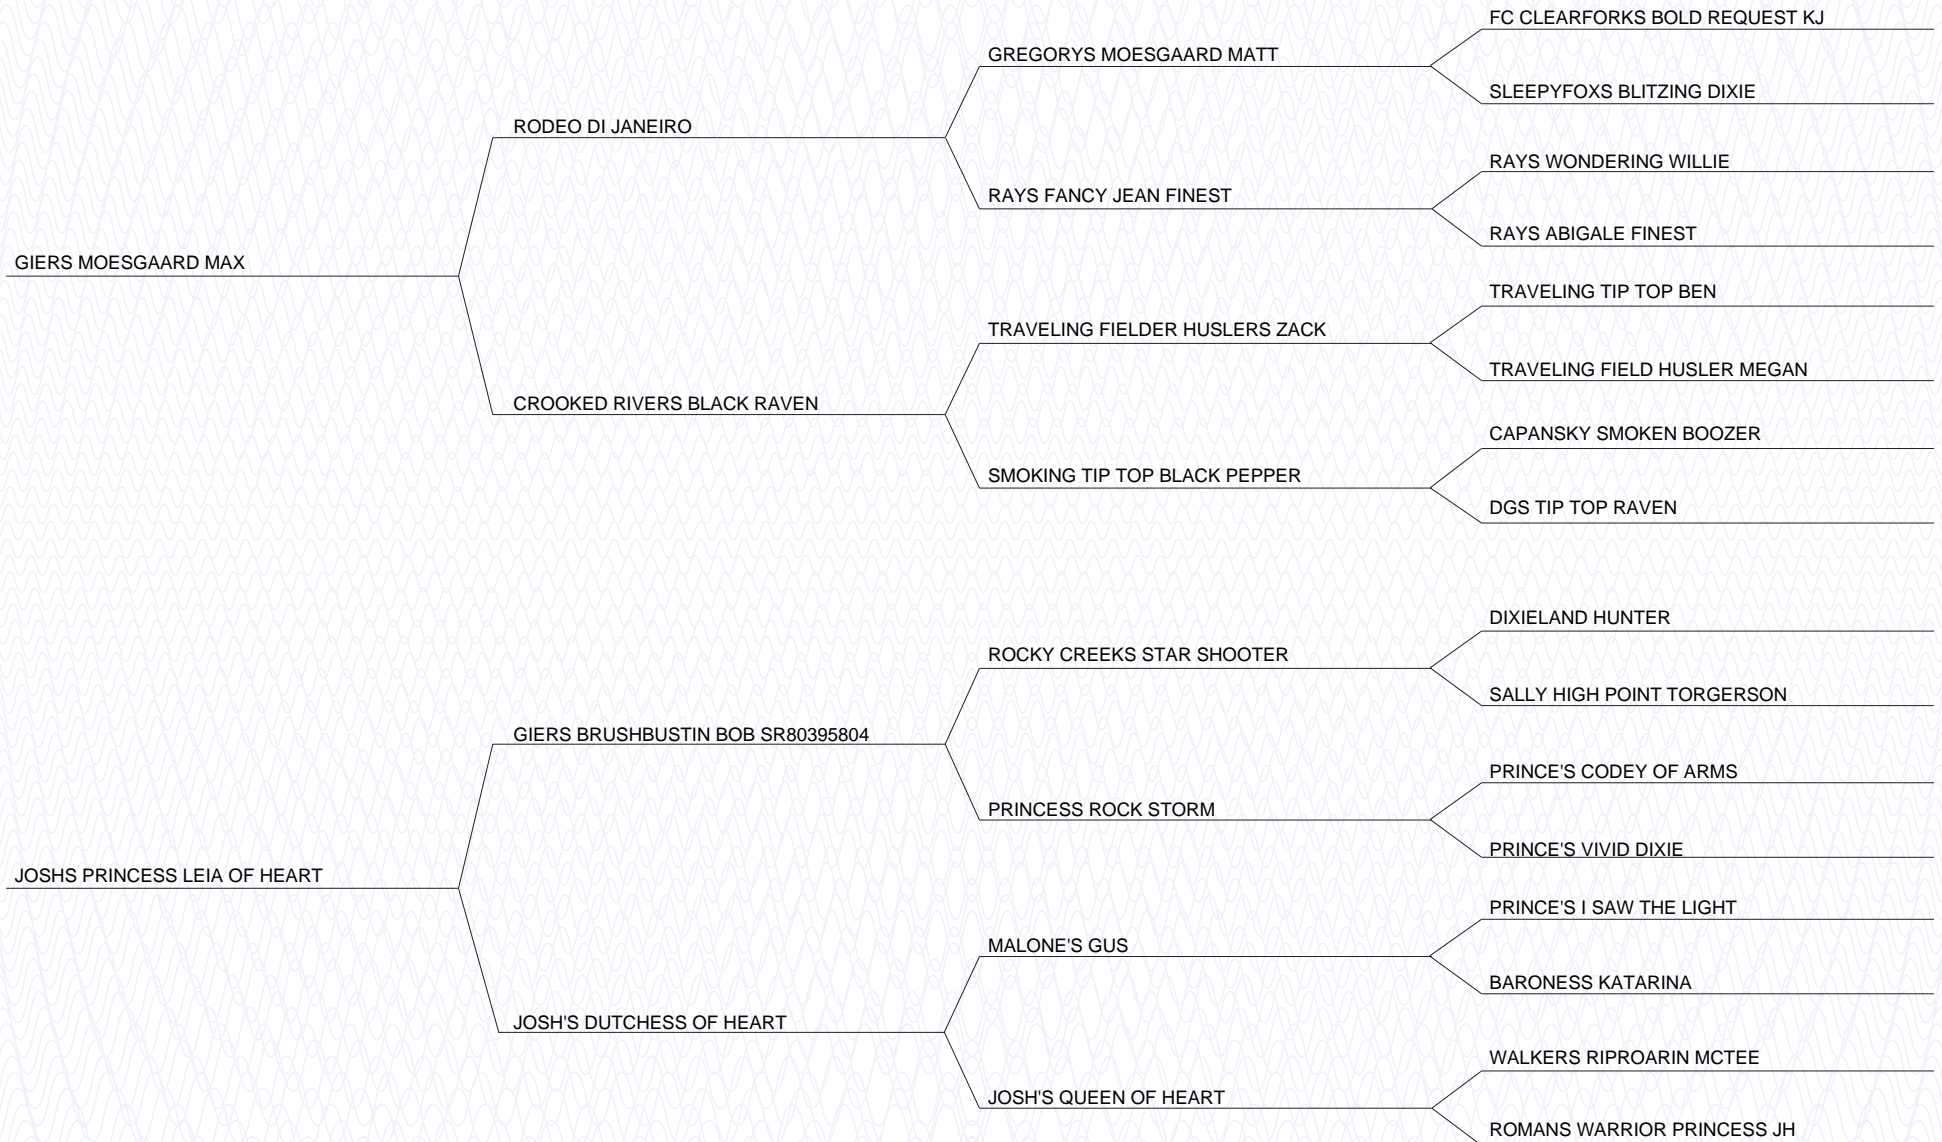 FC CLEARFORKS BOLD REQUEST KJ
GREGORYS MOESGAARD MATT
SLEEPYFOXS BLITZING DIXIE
RODEO DI JANEIRO
RAYS WONDERING WILLIE
RAYS FANCY JEAN FINEST
RAYS ABIGALE FINEST
GIERS MOESGAARD MAX
TRAVELING TIP TOP BEN
TRAVELING FIELDER HUSLERS ZACK
TRAVELING FIELD HUSLER MEGAN
CROOKED RIVERS BLACK RAVEN
CAPANSKY SMOKEN BOOZER
SMOKING TIP TOP BLACK PEPPER
DGS TIP TOP RAVEN
DIXIELAND HUNTER
ROCKY CREEKS STAR SHOOTER
SALLY HIGH POINT TORGERSON
GIERS BRUSHBUSTIN BOB SR80395804
PRINCE'S CODEY OF ARMS
PRINCESS ROCK STORM
PRINCE'S VIVID DIXIE
JOSHS PRINCESS LEIA OF HEART
PRINCE'S I SAW THE LIGHT
MALONE'S GUS
BARONESS KATARINA
JOSH'S DUTCHESS OF HEART
WALKERS RIPROARIN MCTEE
JOSH'S QUEEN OF HEART
ROMANS WARRIOR PRINCESS JH